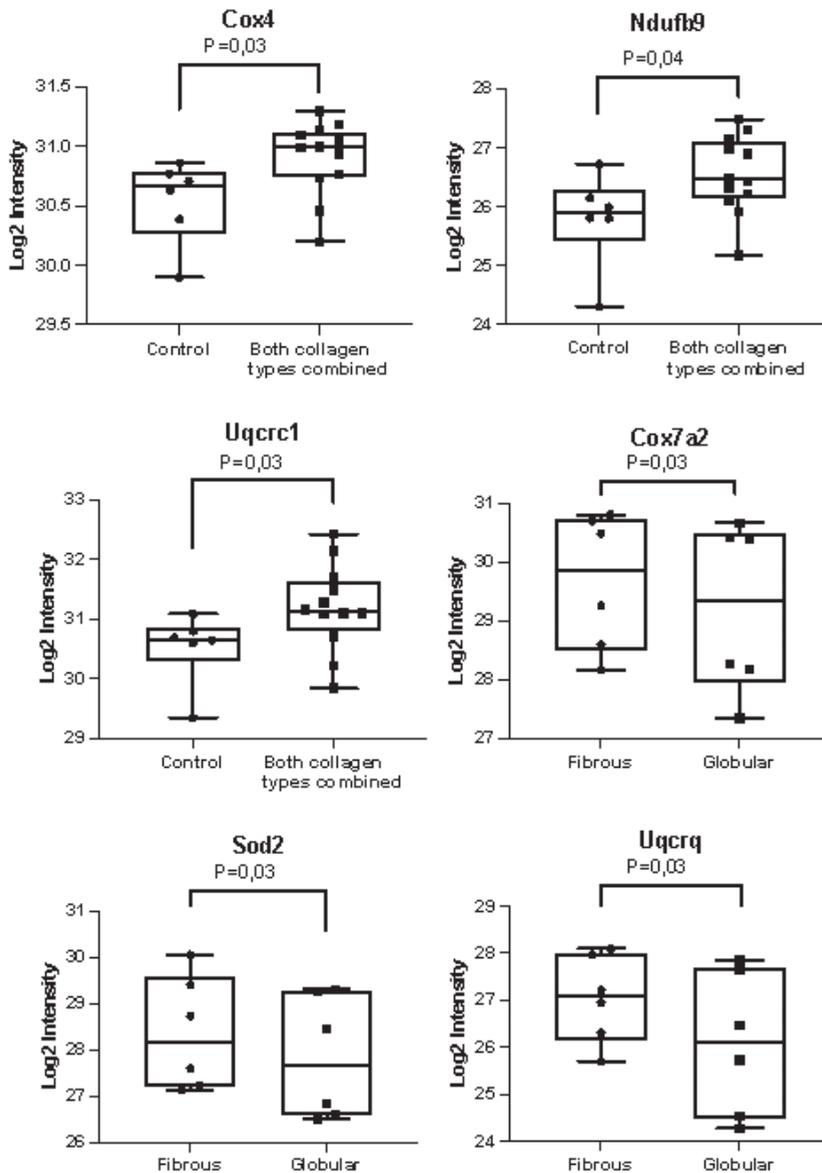 Cox4
P=0,03
Log2 Intensity
31.5
31.0
30.5
30.0
29.5
Control
Both collagen
types combined
Ndufb9
P=0,04
Log2 Intensity
28
27
26
25
24
Control
Both collagen
types combined
Uqcrc1
P=0,03
Log2 Intensity
33
32
31
30
29
Control
Both collagen
types combined
Cox7a2
P=0,03
Log2 Intensity
31
30
29
28
27
Fibrous
Globular
Sod2
P=0,03
Log2 Intensity
31
30
29
28
27
26
Fibrous
Globular
Uqcrq
P=0,03
Log2 Intensity
29
28
27
26
25
24
Fibrous
Globular